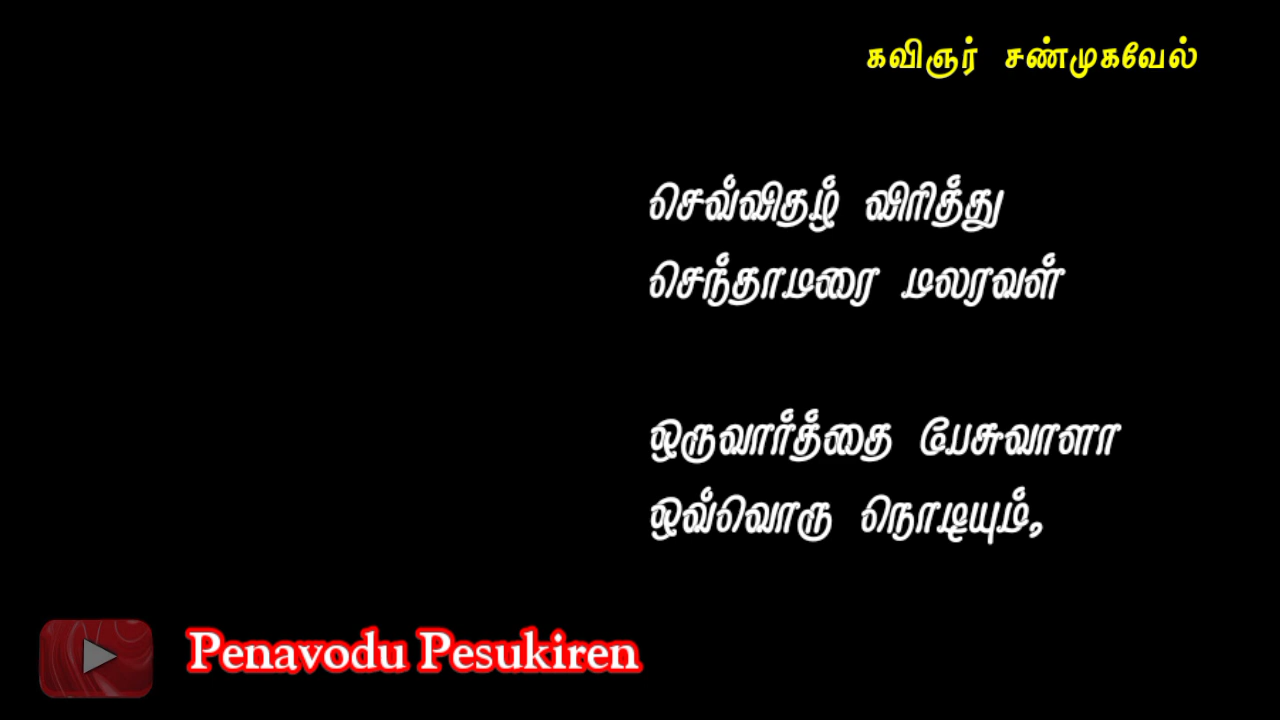 கவிஞர் சண்முகவேல்
செவ்விதழ் விரித்து
செந்தாமரை மலரவள்
ஒருவார்த்தை பேசுவாளா
ஒவ்வொரு நொடியும்,
Penavodu Pesukiren